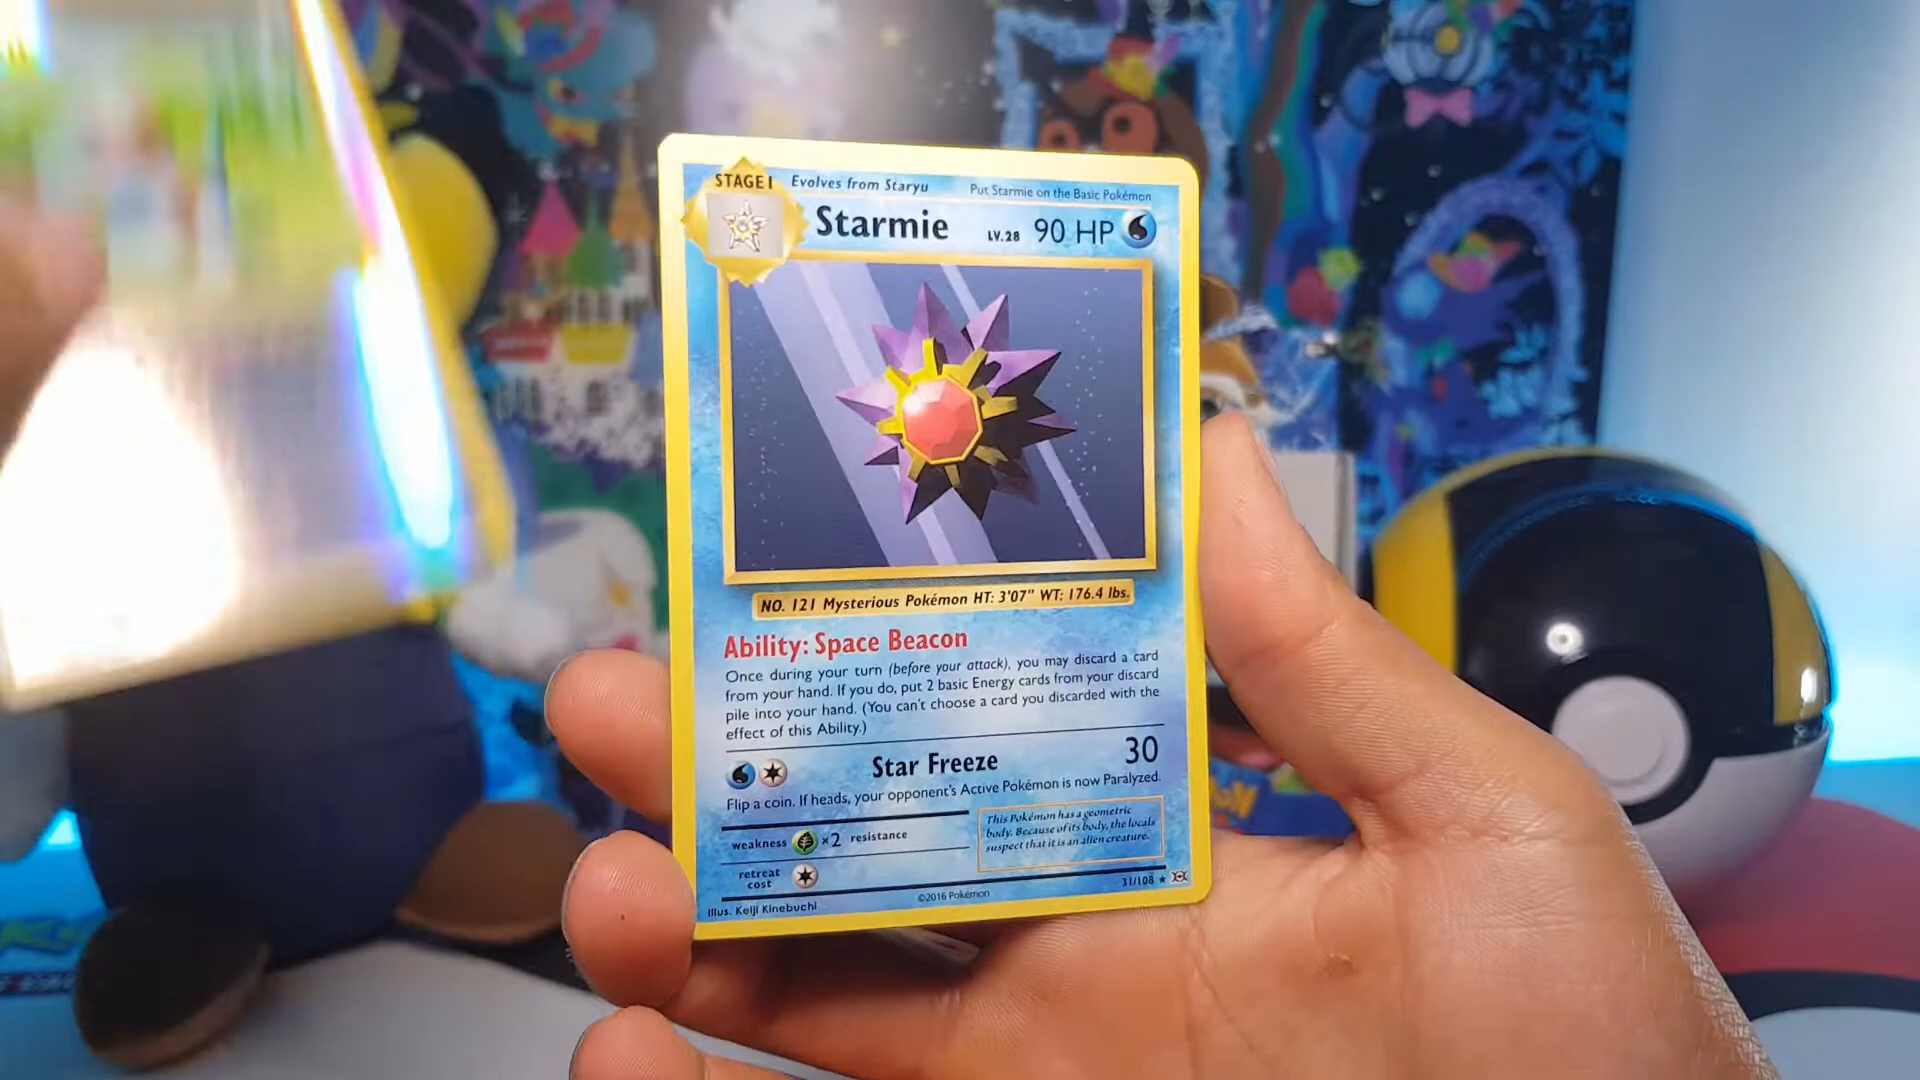 STAGE 1 Evolves from Staryu Put Starmie on the Basic Pokémon
Starmie LV.28 90 HP
NO. 121 Mysterious Pokémon HT: 3'07" WT: 176.4 lbs.
Ability: Space Beacon
Once during your turn (before your attack), you may discard a card
from your hand. If you do, put 2 basic Energy cards from your discard
pile into your hand. (You can't choose a card you discarded with the
effect of this Ability.)
Star Freeze 30
Flip a coin. If heads, your opponent's Active Pokémon is now Paralyzed.
weakness ×2 resistance
This Pokémon has a geometric
body. Because of its body, the locals
suspect that it is an alien creature.
retreat
cost
31/108
Illus. Keiji Kinebuchi ©2016 Pokémon